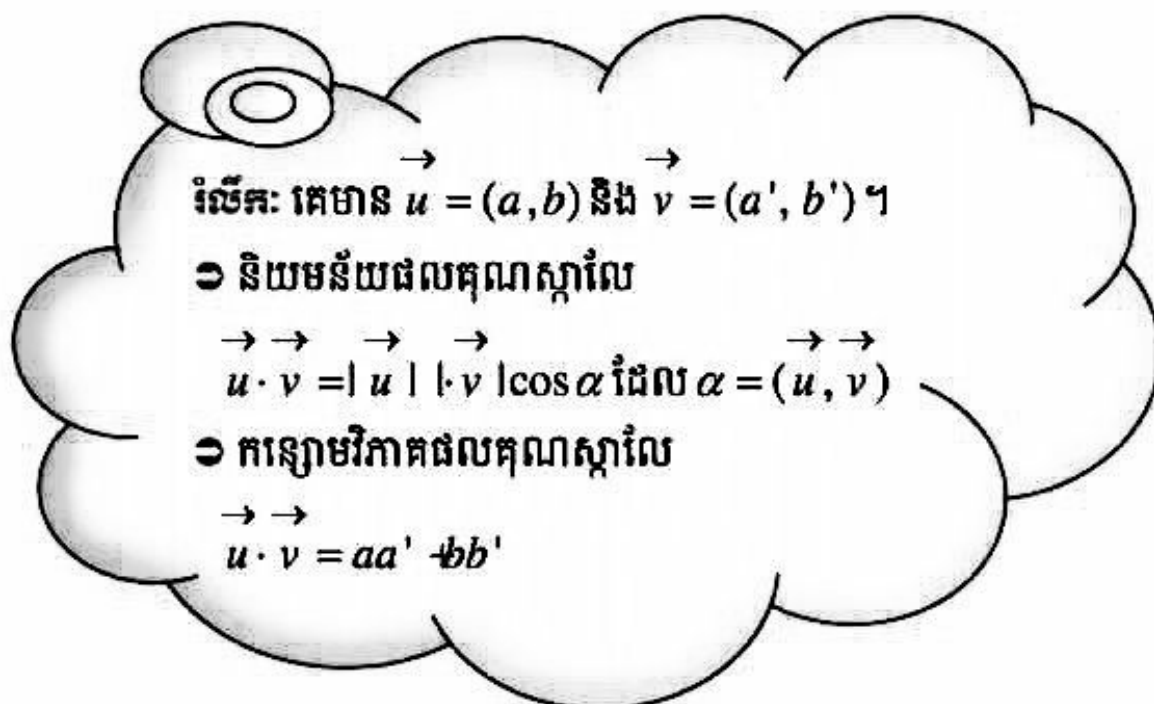 រំលឹក: គេមាន →u = (a,b) និង →v = (a', b') ។
➲ និយមន័យផលគុណស្កាលែ
→u · →v =| →u | |· →v |cos α ដែល α = (→u, →v)
➲ កន្សោមវិភាគផលគុណស្កាលែ
→u · →v = aa' +bb'